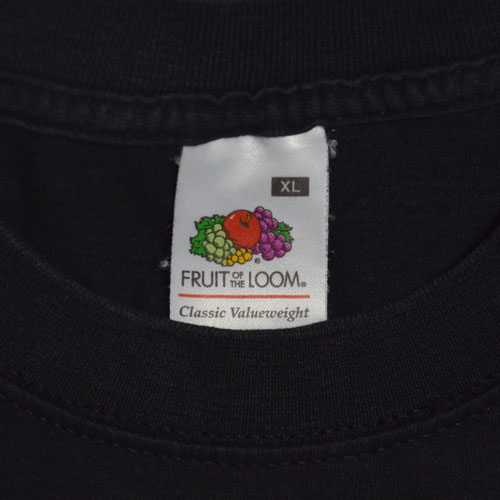 XL
FRUIT OF THE LOOM®
Classic Valueweight